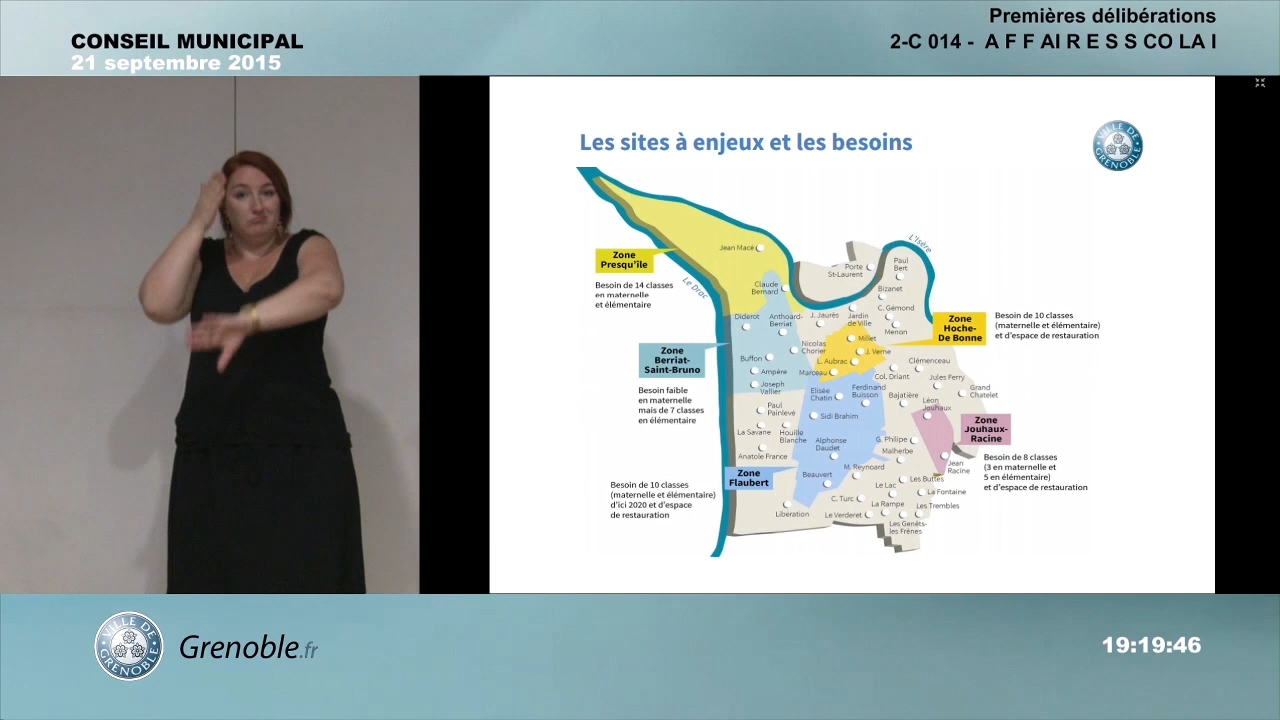 CONSEIL MUNICIPAL
21 septembre 2015
Premières délibérations
2-C 014 - A F F AI R E S S CO LA I
Les sites à enjeux et les besoins
VILLE DE
GRENOBLE
L'Isère
Le Drac
Zone
Presqu'île
Besoin de 14 classes
en maternelle
et élémentaire
Zone
Berriat-
Saint-Bruno
Besoin faible
en maternelle
mais de 7 classes
en élémentaire
Zone
Flaubert
Besoin de 10 classes
(maternelle et élémentaire)
d'ici 2020 et d'espace
de restauration
Zone
Hoche-
De Bonne
Besoin de 10 classes
(maternelle et élémentaire)
et d'espace de restauration
Zone
Jouhaux-
Racine
Besoin de 8 classes
(3 en maternelle et
5 en élémentaire)
et d'espace de restauration
Jean Macé
Porte
St-Laurent
Paul
Bert
Claude
Bernard
Bizanet
C. Gémond
Menon
Diderot
Anthoard-
Berriat
J. Jaurès
Jardin
de Ville
Millet
J. Verne
Nicolas
Chorier
L. Aubrac
Marceau
Buffon
Ampère
Joseph
Vallier
Clémenceau
Col. Driant
Jules Ferry
Grand
Chatelet
Elisée
Chatin
Ferdinand
Buisson
Bajatière
Léon
Jouhaux
Paul
Painlevé
Sidi Brahim
La Savane
Houille
Blanche
Alphonse
Daudet
G. Philipe
Malherbe
Anatole France
Jean
Racine
Beauvert
M. Reynoard
Les Buttes
Le Lac
La Fontaine
C. Turc
La Rampe
Les Trembles
Libération
Le Verderet
Les Genêts-
les Frênes
VILLE DE
GRENOBLE
Grenoble.fr
19:19:46